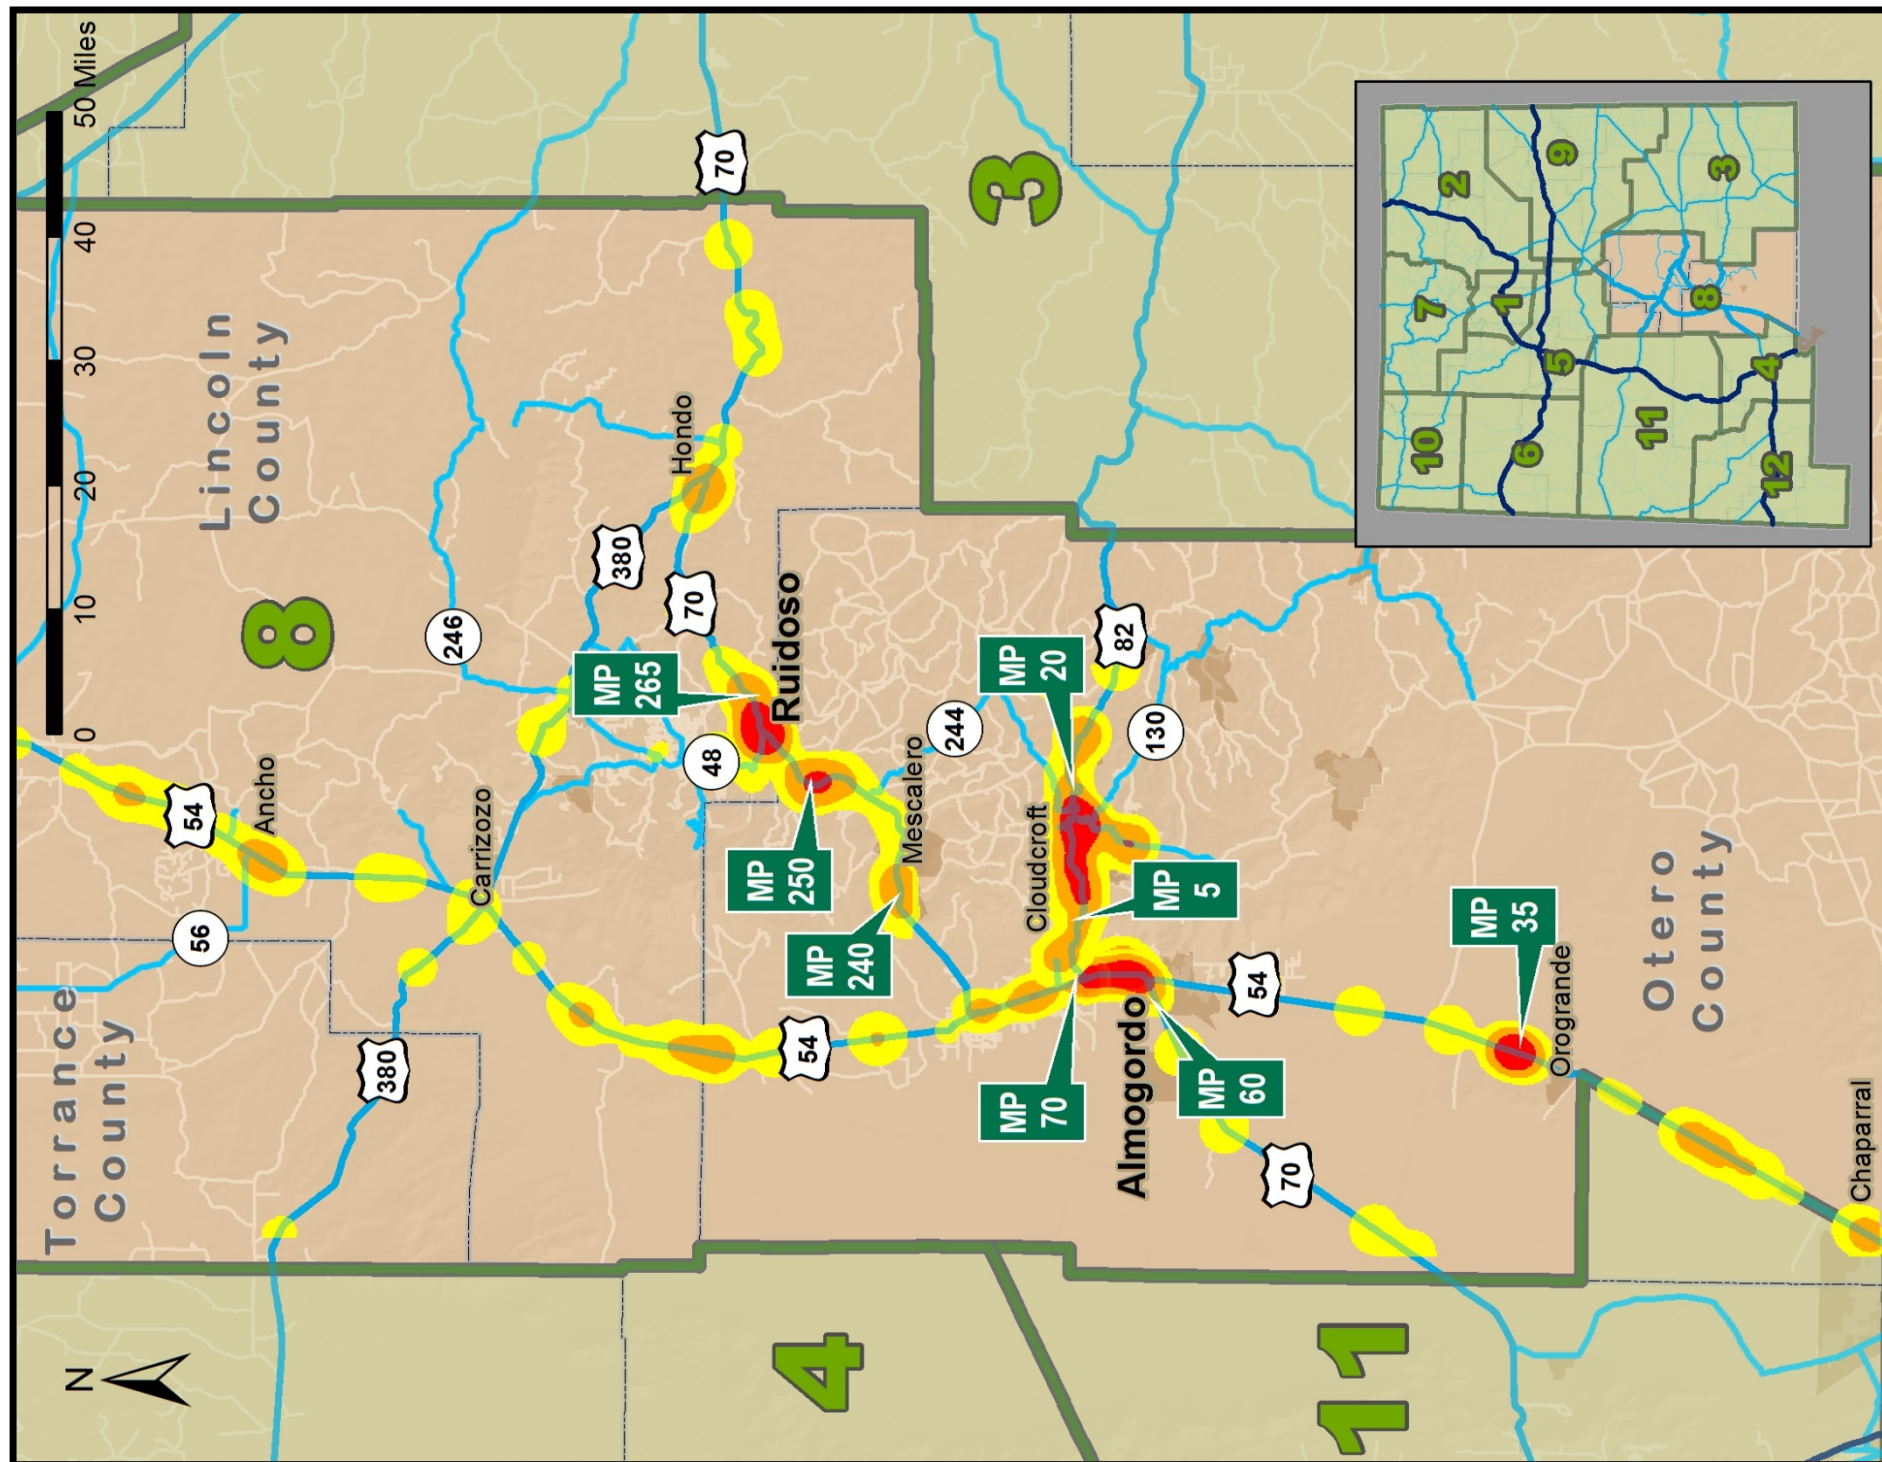 Torrance
County
Lincoln
County
Otero
County
N
0
10
20
30
40
50 Miles
8
3
4
11
54
Ancho
56
Carrizozo
380
246
380
Hondo
70
70
48
Ruidoso
MP
265
MP
250
MP
240
Mescalero
244
Cloudcroft
MP
20
82
130
MP
5
54
MP
70
Almogordo
MP
60
70
54
MP
35
Orogrande
Chaparral
10
7
2
6
5
1
9
11
8
3
12
4